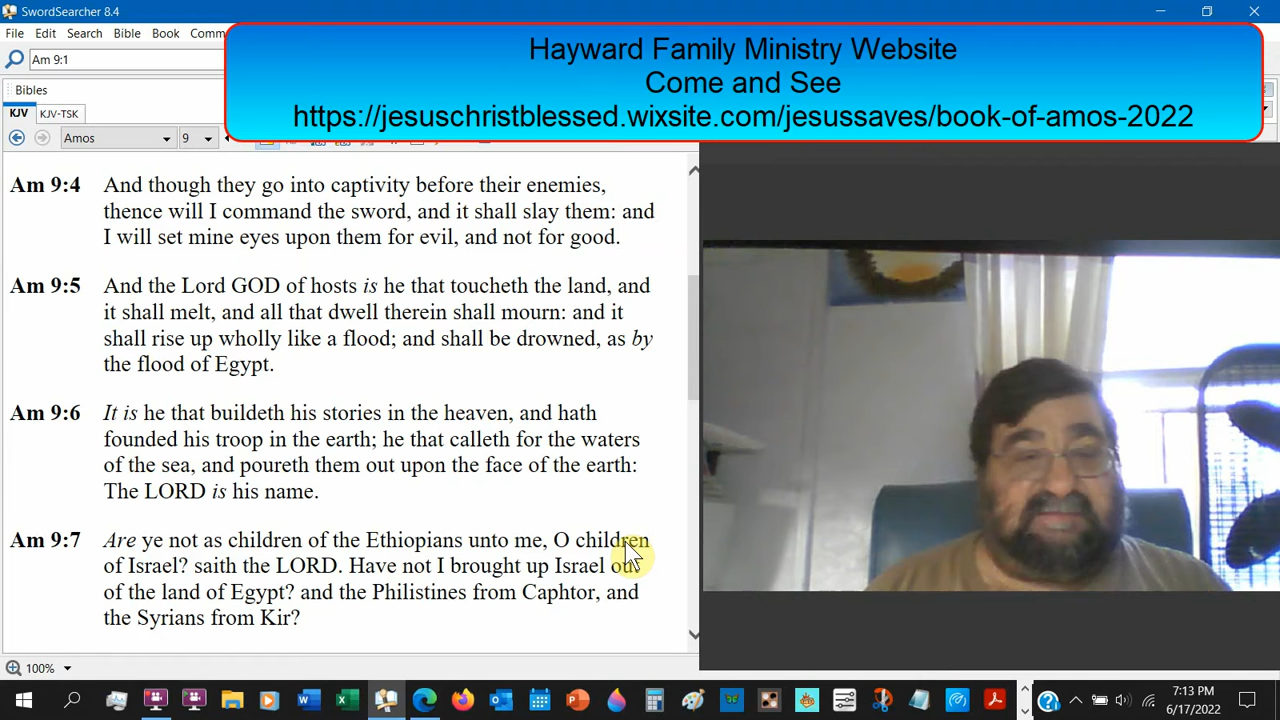 SwordSearcher 8.4
File Edit Search Bible Book Comm
Hayward Family Ministry Website
Come and See
https://jesuschristblessed.wixsite.com/jesussaves/book-of-amos-2022
Am 9:1
Bibles
KJV KJV-TSK
Amos 9
Am 9:4 And though they go into captivity before their enemies,
thence will I command the sword, and it shall slay them: and
I will set mine eyes upon them for evil, and not for good.
Am 9:5 And the Lord GOD of hosts is he that toucheth the land, and
it shall melt, and all that dwell therein shall mourn: and it
shall rise up wholly like a flood; and shall be drowned, as by
the flood of Egypt.
Am 9:6 It is he that buildeth his stories in the heaven, and hath
founded his troop in the earth; he that calleth for the waters
of the sea, and poureth them out upon the face of the earth:
The LORD is his name.
Am 9:7 Are ye not as children of the Ethiopians unto me, O children
of Israel? saith the LORD. Have not I brought up Israel out
of the land of Egypt? and the Philistines from Caphtor, and
the Syrians from Kir?
100%
7:13 PM
6/17/2022